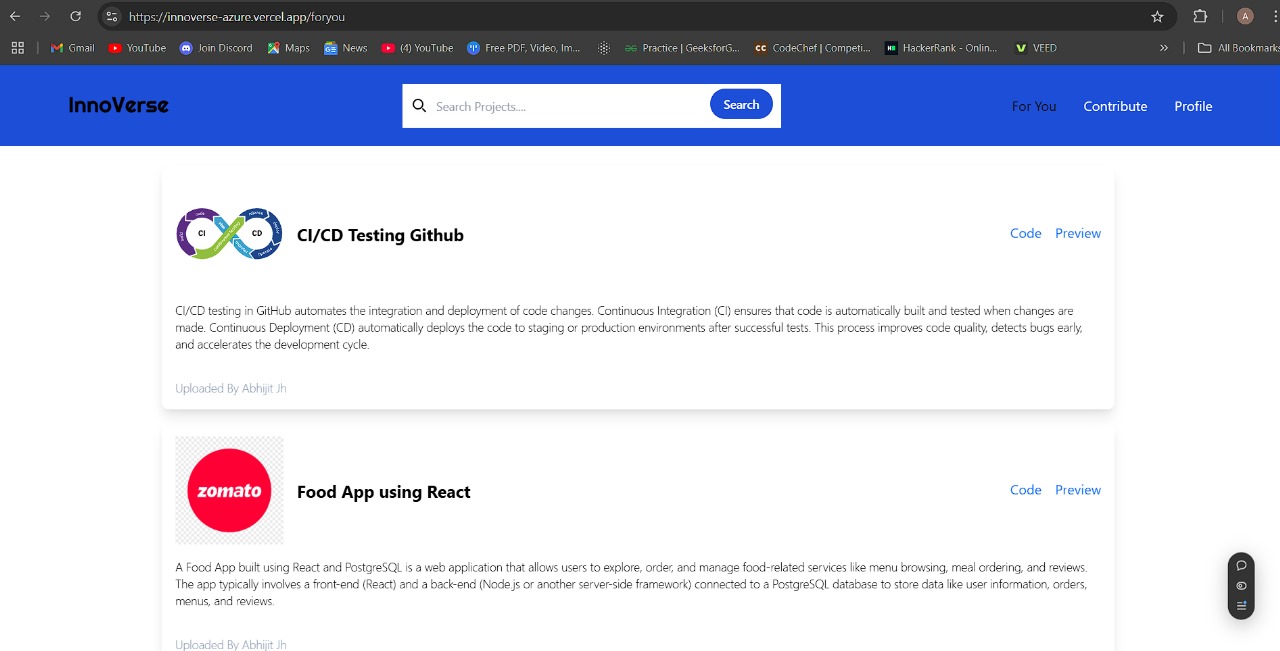 https://innoverse-azure.vercel.app/foryou
A
Gmail YouTube Join Discord Maps News (4) YouTube Free PDF, Video, Im... Practice | GeeksforG... CC CodeChef | Competi... HackerRank - Onlin... VEED » All Bookmarks
InnoVerse
Search Projects....
Search
For You Contribute Profile
CI CD
CI/CD Testing Github
Code Preview
CI/CD testing in GitHub automates the integration and deployment of code changes. Continuous Integration (CI) ensures that code is automatically built and tested when changes are
made. Continuous Deployment (CD) automatically deploys the code to staging or production environments after successful tests. This process improves code quality, detects bugs early,
and accelerates the development cycle.
Uploaded By Abhijit Jh
zomato
Food App using React
Code Preview
A Food App built using React and PostgreSQL is a web application that allows users to explore, order, and manage food-related services like menu browsing, meal ordering, and reviews.
The app typically involves a front-end (React) and a back-end (Node.js or another server-side framework) connected to a PostgreSQL database to store data like user information, orders,
menus, and reviews.
Uploaded By Abhijit Jh